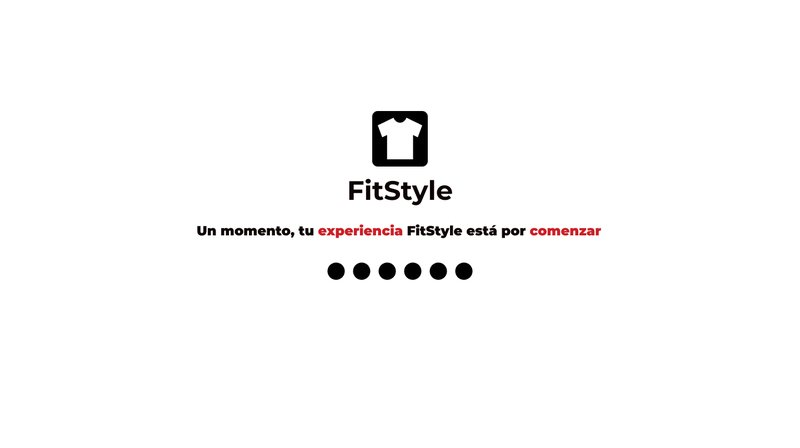 FitStyle
Un momento, tu experiencia FitStyle está por comenzar